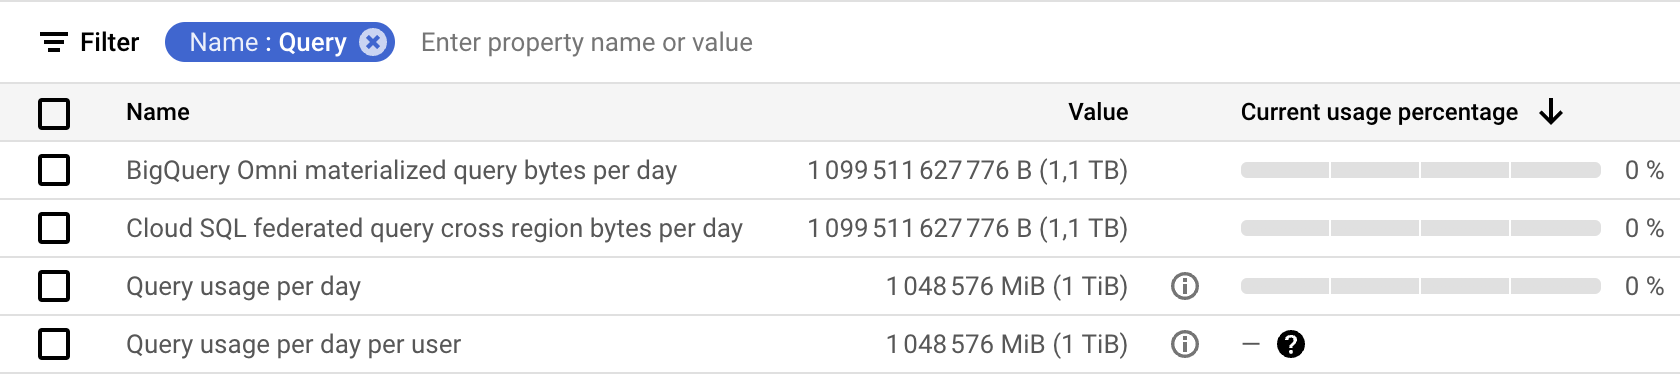 Filter Name : Query Enter property name or value
Name Value Current usage percentage
BigQuery Omni materialized query bytes per day 1 099 511 627 776 B (1,1 TB) 0 %
Cloud SQL federated query cross region bytes per day 1 099 511 627 776 B (1,1 TB) 0 %
Query usage per day 1 048 576 MiB (1 TiB) 0 %
Query usage per day per user 1 048 576 MiB (1 TiB) —